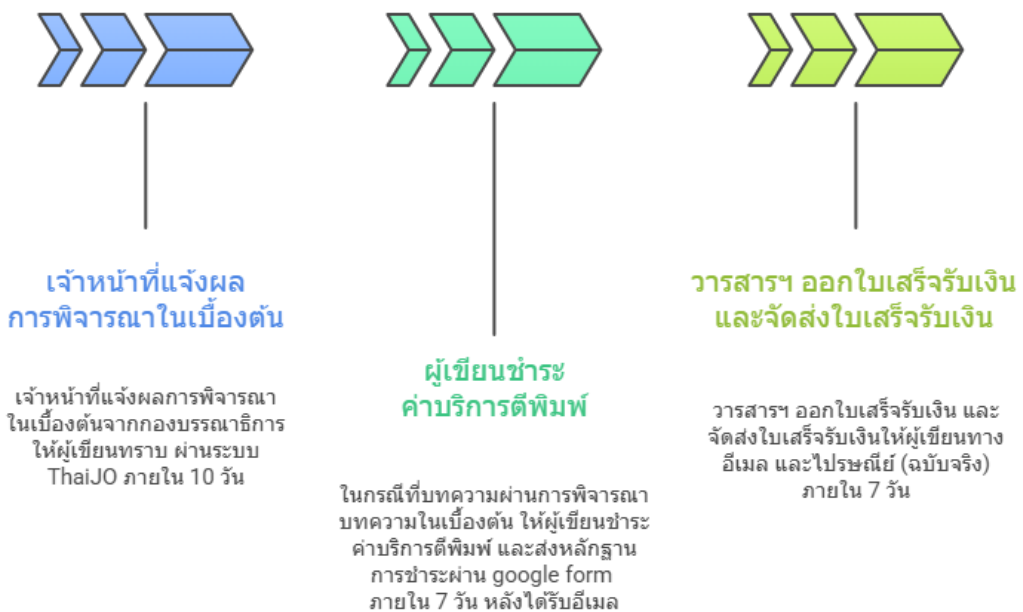 เจ้าหน้าที่แจ้งผล
การพิจารณาในเบื้องต้น
เจ้าหน้าที่แจ้งผลการพิจารณา
ในเบื้องต้นจากกองบรรณาธิการ
ให้ผู้เขียนทราบ ผ่านระบบ
ThaiJO ภายใน 10 วัน
ผู้เขียนชำระ
ค่าบริการตีพิมพ์
ในกรณีที่บทความผ่านการพิจารณา
บทความในเบื้องต้น ให้ผู้เขียนชำระ
ค่าบริการตีพิมพ์ และส่งหลักฐาน
การชำระผ่าน google form
ภายใน 7 วัน หลังได้รับอีเมล
วารสารฯ ออกใบเสร็จรับเงิน
และจัดส่งใบเสร็จรับเงิน
วารสารฯ ออกใบเสร็จรับเงิน และ
จัดส่งใบเสร็จรับเงินให้ผู้เขียนทาง
อีเมล และไปรษณีย์ (ฉบับจริง)
ภายใน 7 วัน